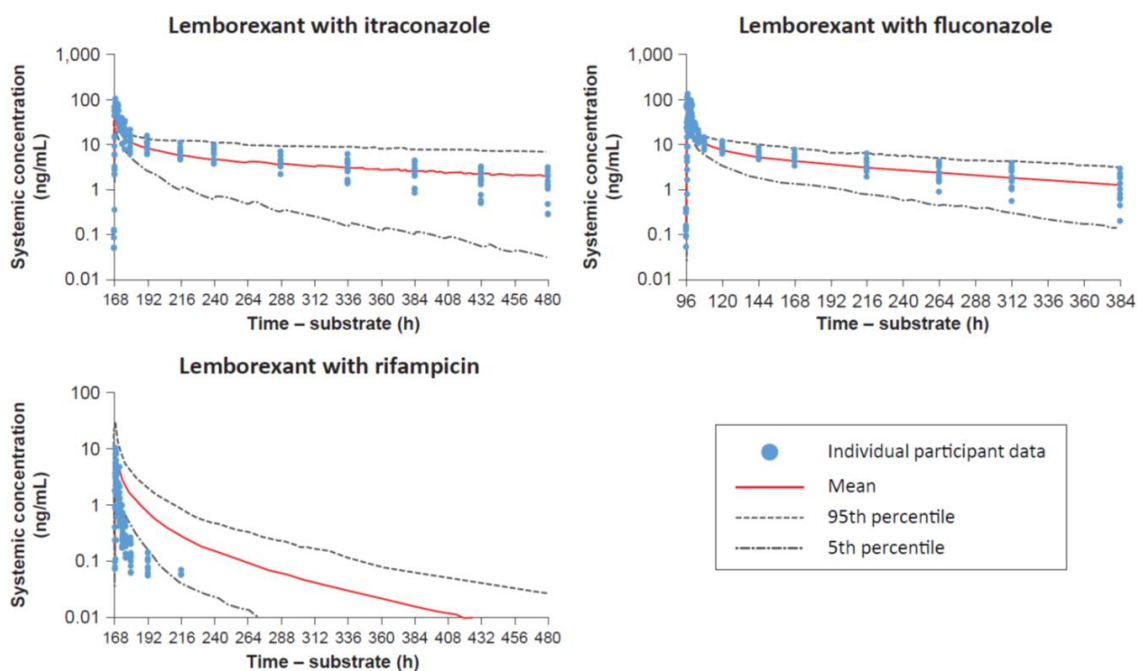 Lemborexant with itraconazole
Systemic concentration
(ng/mL)
1,000
100
10
1
0.1
0.01
168 192 216 240 264 288 312 336 360 384 408 432 456 480
Time – substrate (h)
Lemborexant with fluconazole
Systemic concentration
(ng/mL)
1,000
100
10
1
0.1
0.01
96 120 144 168 192 216 240 264 288 312 336 360 384
Time – substrate (h)
Lemborexant with rifampicin
Systemic concentration
(ng/mL)
100
10
1
0.1
0.01
168 192 216 240 264 288 312 336 360 384 408 432 456 480
Time – substrate (h)
Individual participant data
Mean
95th percentile
5th percentile